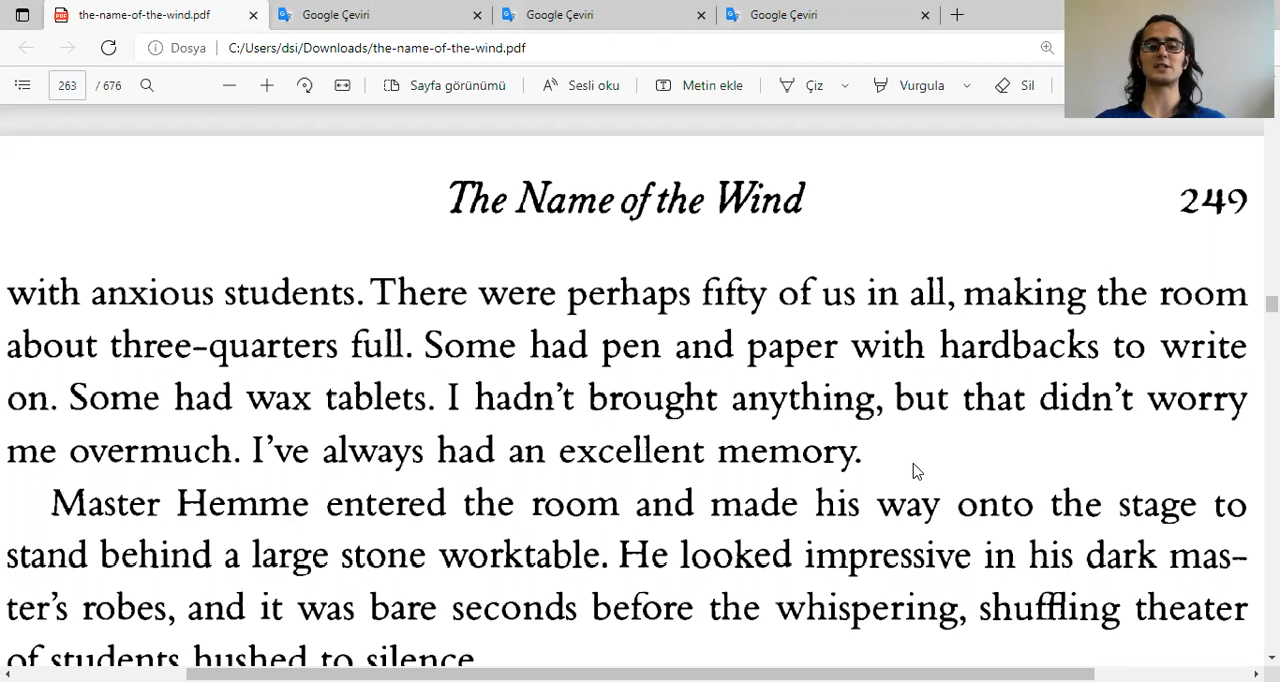 the-name-of-the-wind.pdf
Google Çeviri
Google Çeviri
Google Çeviri
Dosya
C:/Users/dsi/Downloads/the-name-of-the-wind.pdf
263 / 676
Sayfa görünümü
Sesli oku
Metin ekle
Çiz
Vurgula
Sil
The Name of the Wind 249
with anxious students. There were perhaps fifty of us in all, making the room
about three-quarters full. Some had pen and paper with hardbacks to write
on. Some had wax tablets. I hadn't brought anything, but that didn't worry
me overmuch. I've always had an excellent memory.
Master Hemme entered the room and made his way onto the stage to
stand behind a large stone worktable. He looked impressive in his dark mas-
ter's robes, and it was bare seconds before the whispering, shuffling theater
of students hushed to silence.